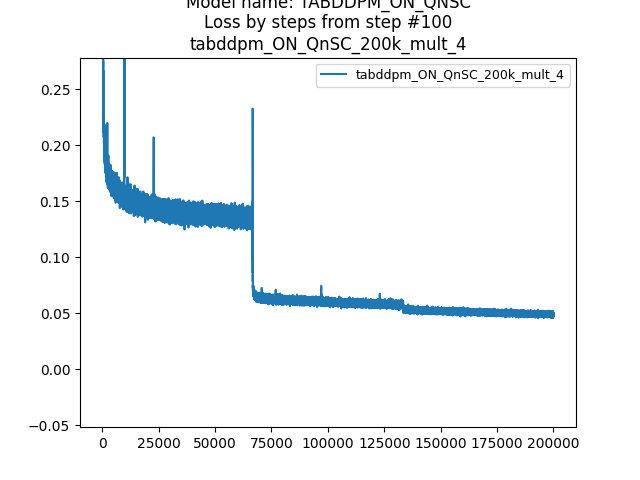 Model name: TABDDPM_ON_QNSC
Loss by steps from step #100
tabddpm_ON_QnSC_200k_mult_4
tabddpm_ON_QnSC_200k_mult_4
0.25
0.20
0.15
0.10
0.05
0.00
−0.05
0 25000 50000 75000 100000 125000 150000 175000 200000